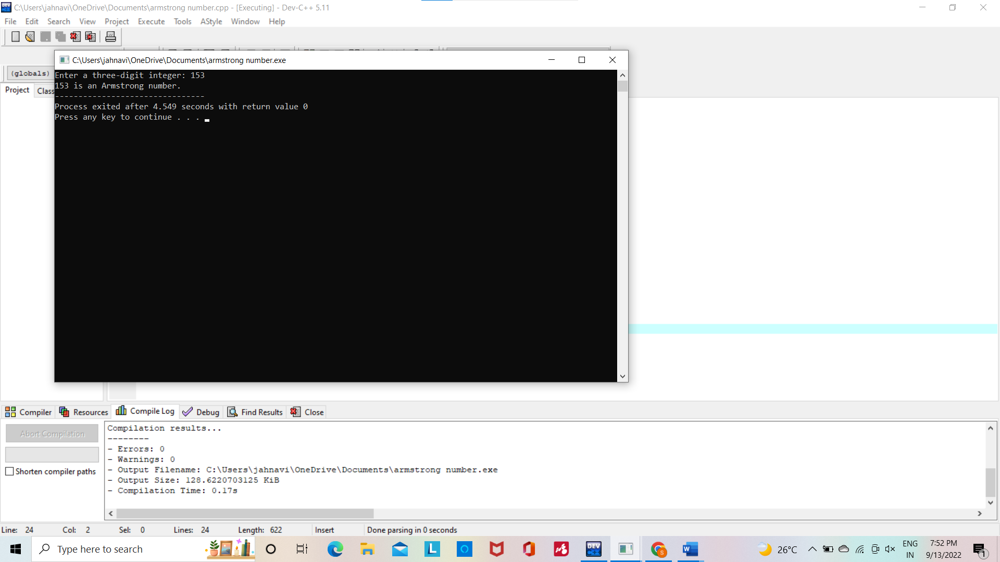 C:\Users\jahnavi\OneDrive\Documents\armstrong number.cpp - [Executing] - Dev-C++ 5.11
File Edit Search View Project Execute Tools AStyle Window Help
C:\Users\jahnavi\OneDrive\Documents\armstrong number.exe
(globals)
Project Class
Enter a three-digit integer: 153
153 is an Armstrong number.
--------------------------------
Process exited after 4.549 seconds with return value 0
Press any key to continue . . .
Compiler Resources Compile Log Debug Find Results Close
Abort Compilation
Shorten compiler paths
Compilation results...
--------
- Errors: 0
- Warnings: 0
- Output Filename: C:\Users\jahnavi\OneDrive\Documents\armstrong number.exe
- Output Size: 128.6220703125 KiB
- Compilation Time: 0.17s
Line: 24 Col: 2 Sel: 0 Lines: 24 Length: 622 Insert Done parsing in 0 seconds
Type here to search
L
DEV
C++
S
W
26°C
ENG
IN
7:52 PM
9/13/2022
1